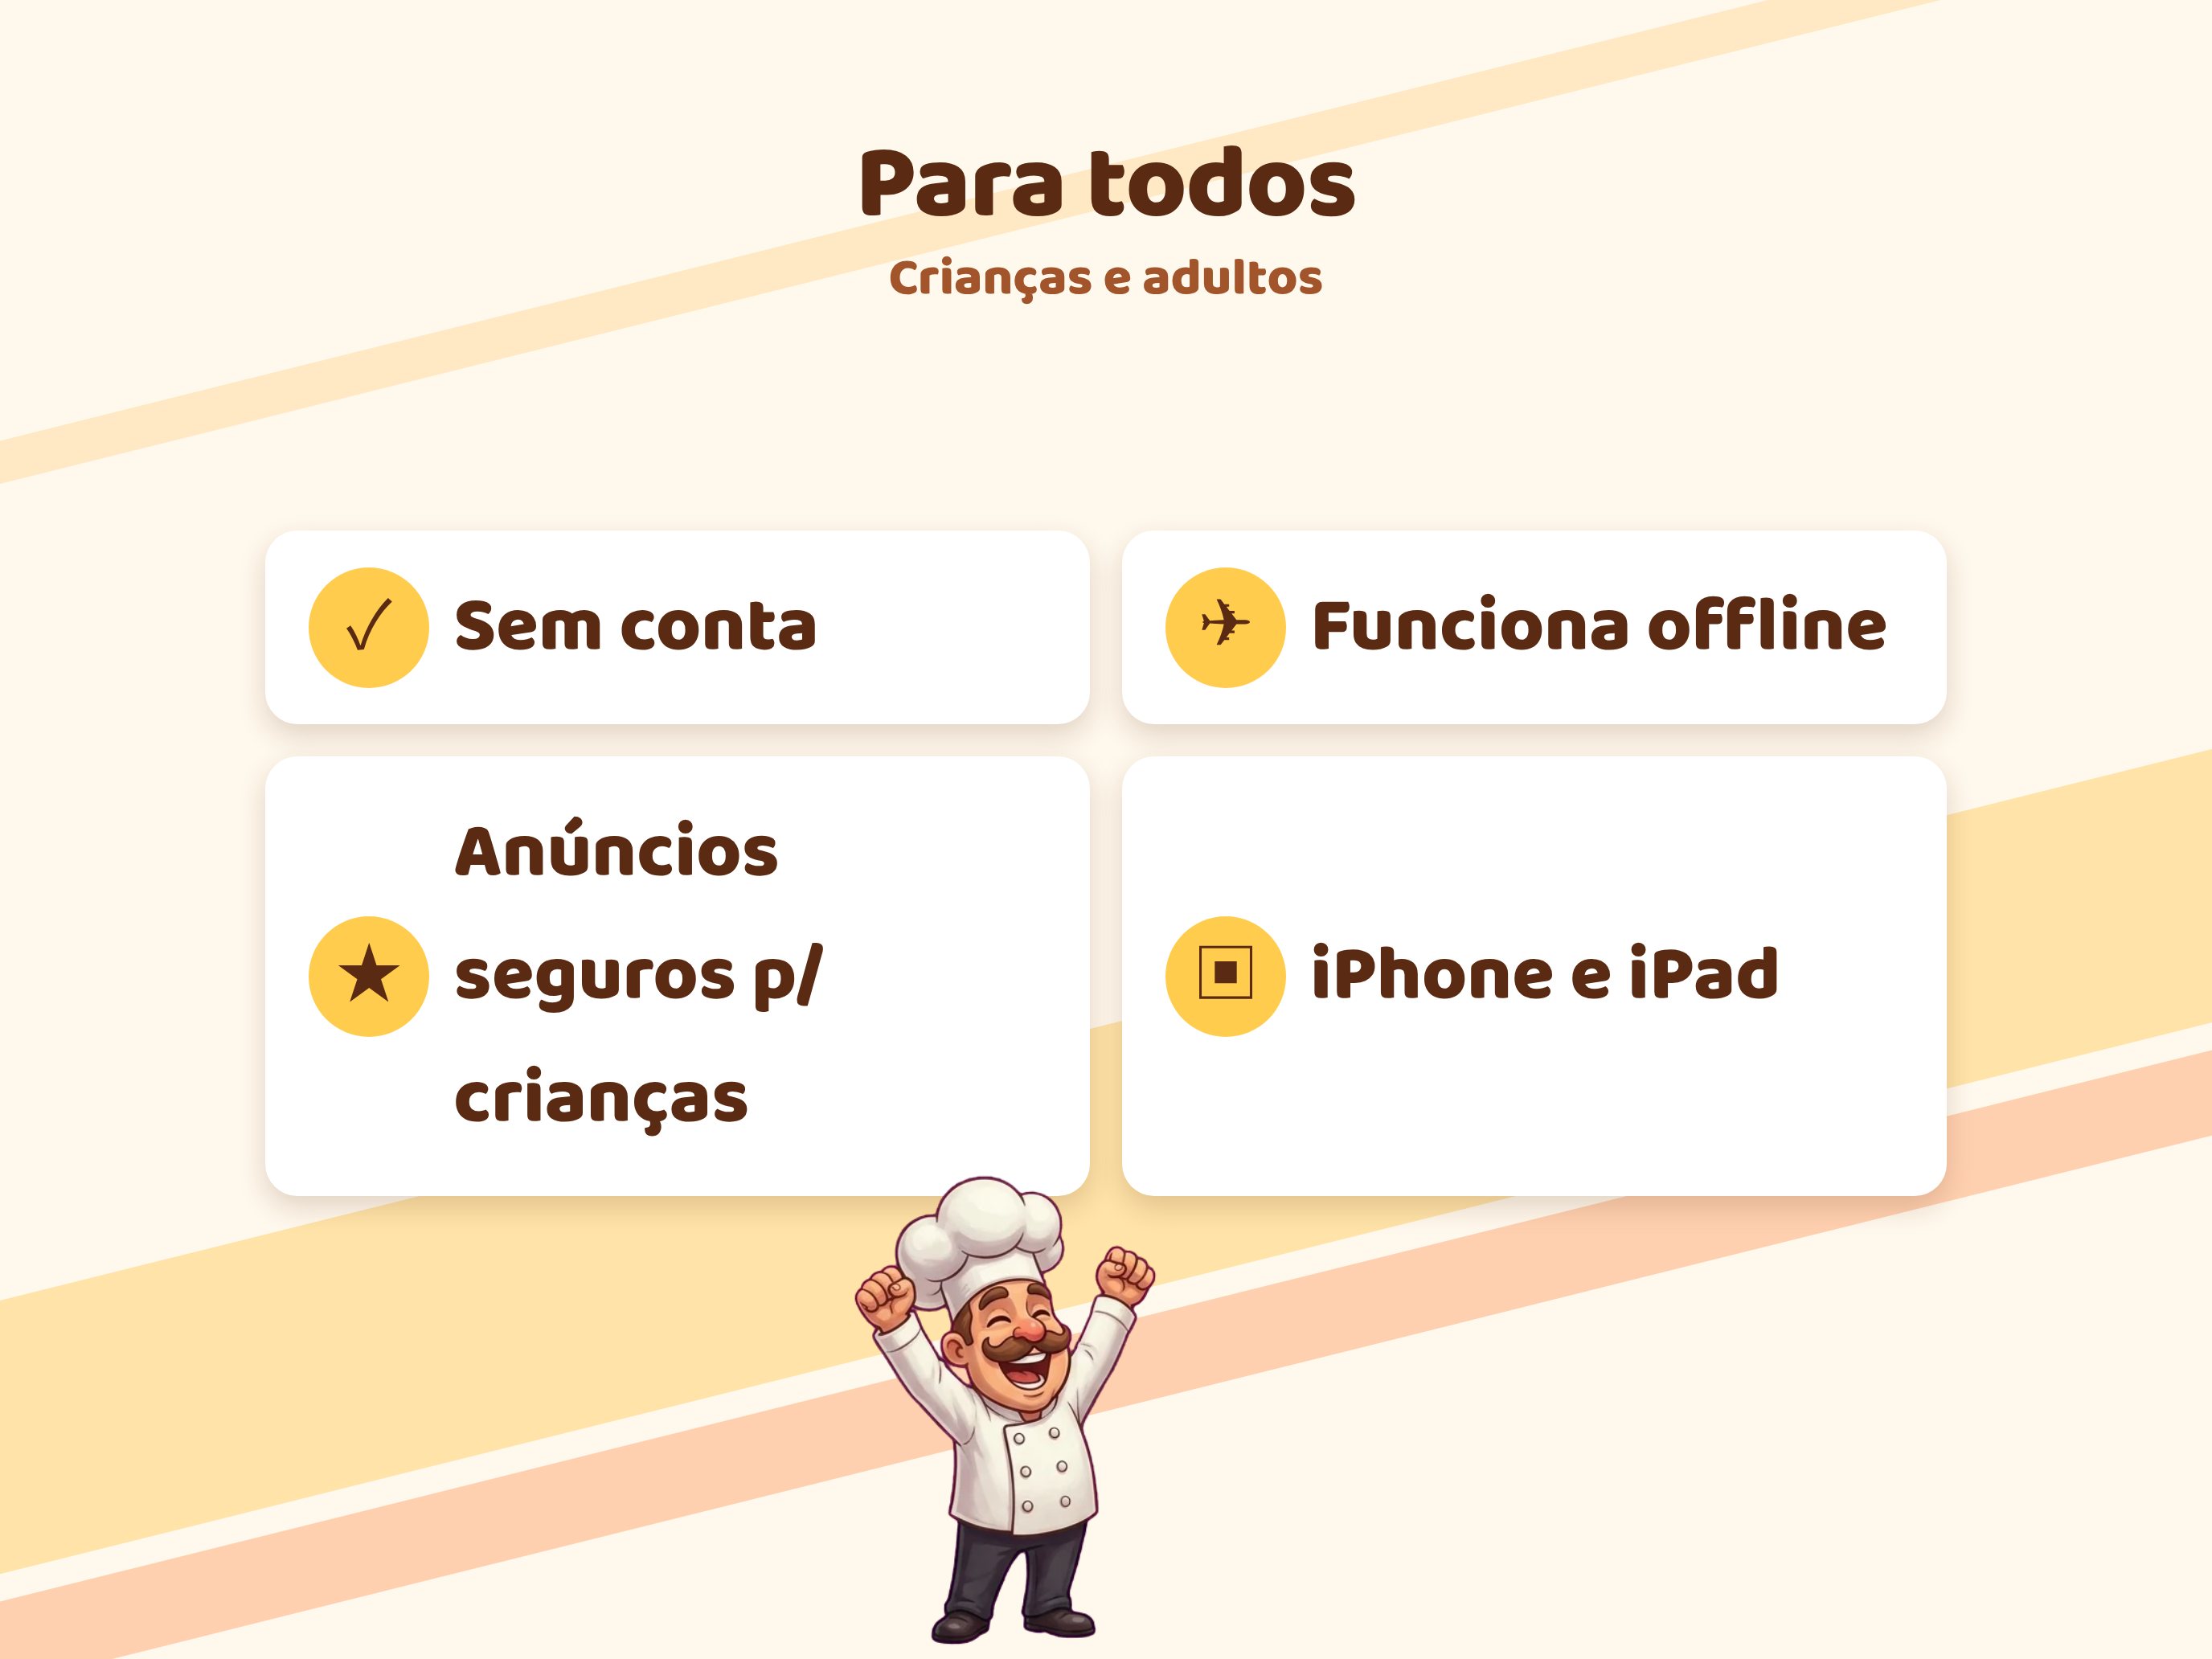 Para todos
Crianças e adultos
Sem conta
Funciona offline
Anúncios
seguros p/
crianças
iPhone e iPad